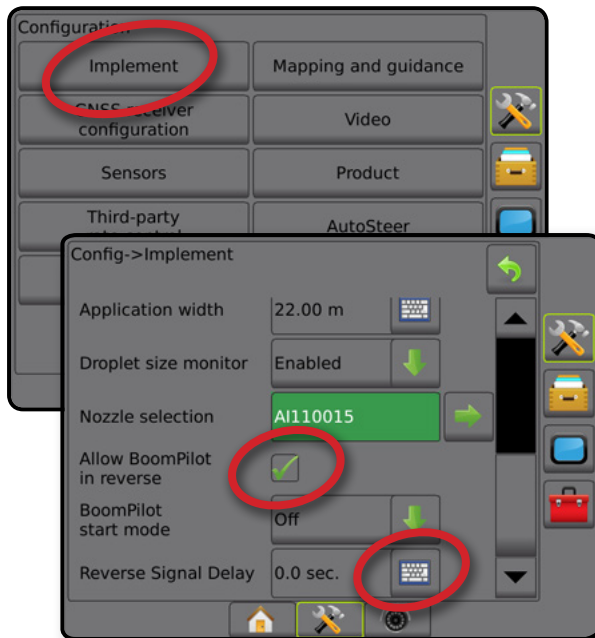 Configuration
Implement
Mapping and guidance
GNSS receiver
configuration
Video
Sensors
Product
Third-party
AutoSteer
Config->Implement
Application width
22.00 m
Droplet size monitor
Enabled
Nozzle selection
AI110015
Allow BoomPilot
in reverse
BoomPilot
start mode
Off
Reverse Signal Delay
0.0 sec.